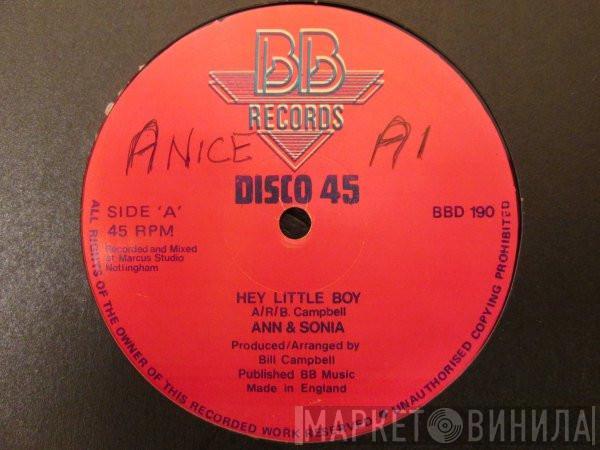 BB
RECORDS
A NICE
A1
DISCO 45
SIDE 'A'
45 RPM
BBD 190
Recorded and Mixed
at Marcus Studio
Nottingham
HEY LITTLE BOY
A/R/B. Campbell
ANN & SONIA
Produced/Arranged by
Bill Campbell
Published BB Music
Made in England
ALL RIGHTS OF THE OWNER OF THIS RECORDED WORK RESERVED UNAUTHORISED COPYING PROHIBITED
МАРКЕТ ВИНИЛА